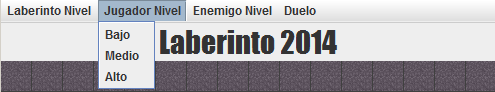 Laberinto Nivel Jugador Nivel Enemigo Nivel Duelo
Bajo
Medio
Alto
Laberinto 2014